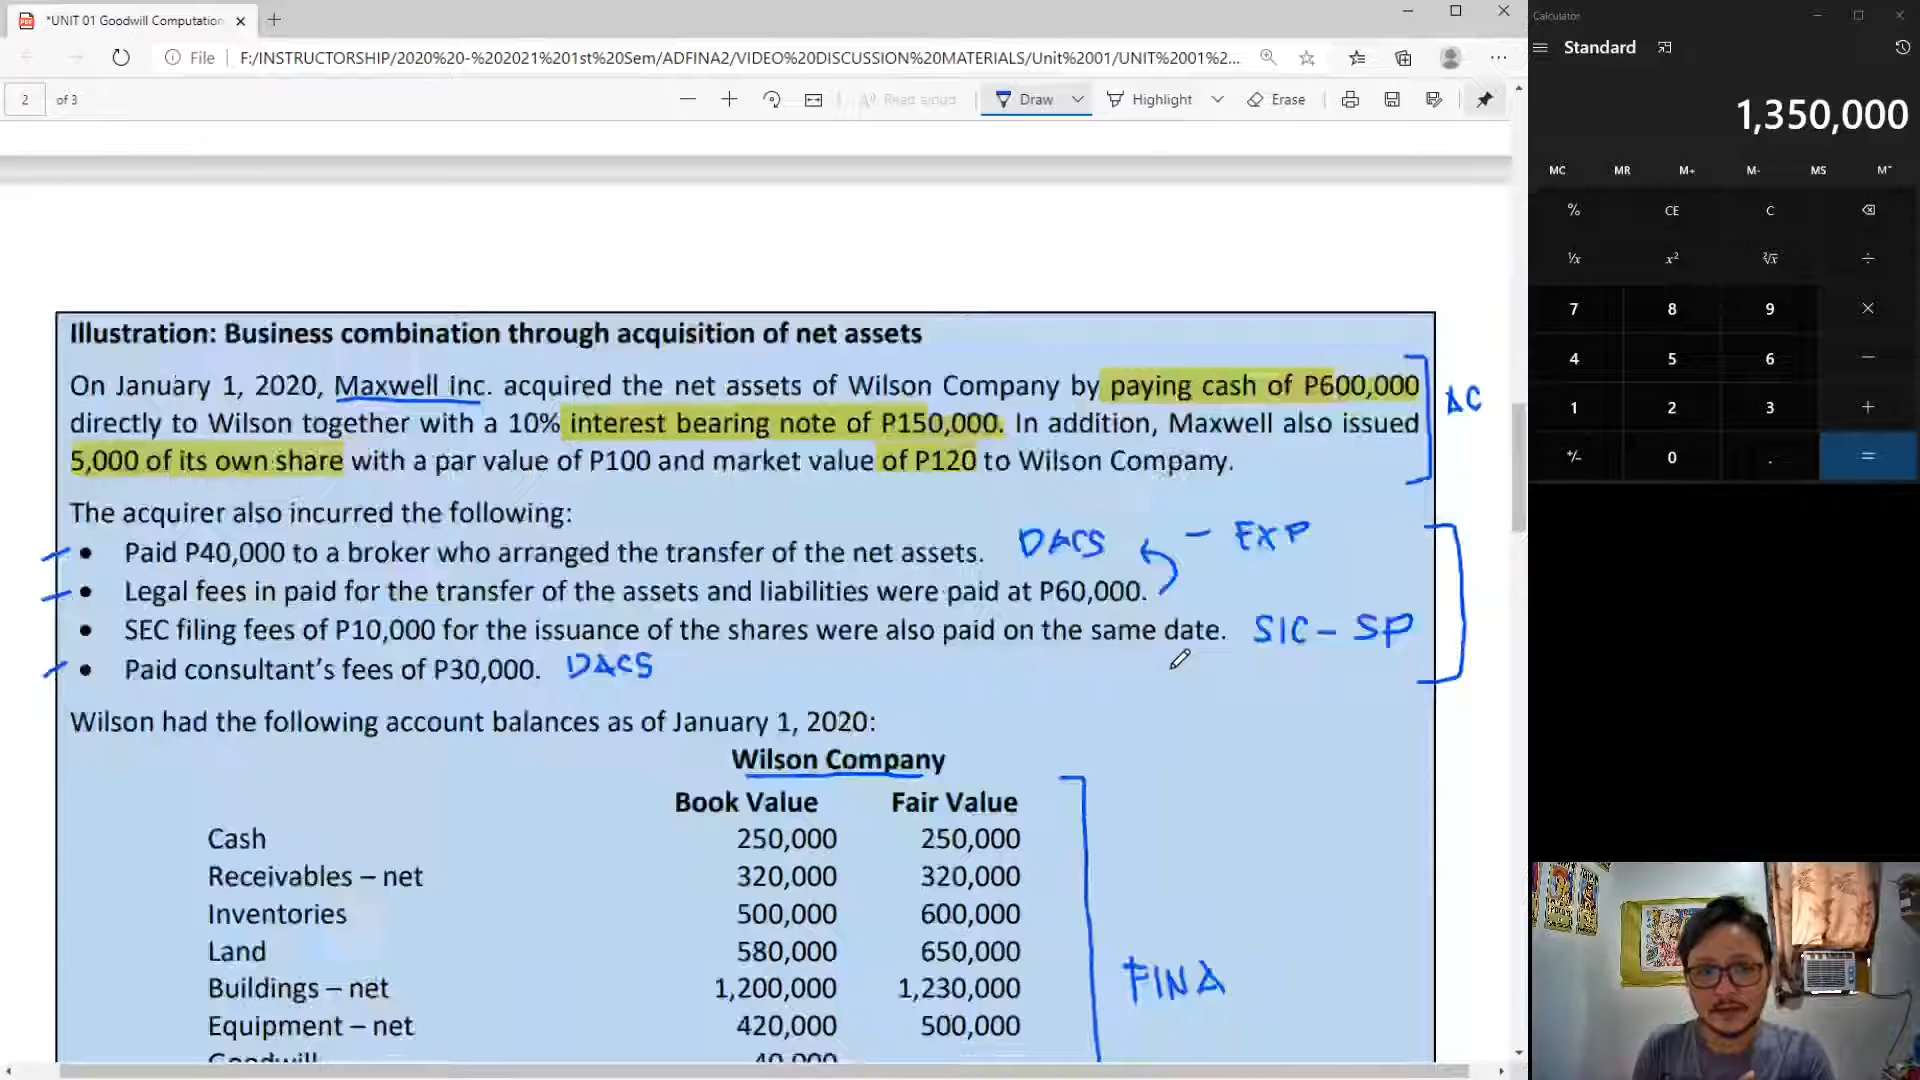 *UNIT 01 Goodwill Computation
File
F:/INSTRUCTORSHIP/2020%20-%202021%201st%20Sem/ADFINA2/VIDEO%20DISCUSSION%20MATERIALS/Unit%2001/UNIT%2001%2...
2 of 3
Read aloud
Draw
Highlight
Erase
Illustration: Business combination through acquisition of net assets
On January 1, 2020, Maxwell inc. acquired the net assets of Wilson Company by paying cash of P600,000
directly to Wilson together with a 10% interest bearing note of P150,000. In addition, Maxwell also issued
AC
5,000 of its own share with a par value of P100 and market value of P120 to Wilson Company.
The acquirer also incurred the following:
• Paid P40,000 to a broker who arranged the transfer of the net assets. DACS – EXP
• Legal fees in paid for the transfer of the assets and liabilities were paid at P60,000.
• SEC filing fees of P10,000 for the issuance of the shares were also paid on the same date. SIC – SP
• Paid consultant's fees of P30,000. DACS
Wilson had the following account balances as of January 1, 2020:
Wilson Company
Book Value Fair Value
Cash 250,000 250,000
Receivables – net 320,000 320,000
Inventories 500,000 600,000
Land 580,000 650,000
Buildings – net 1,200,000 1,230,000
FINA
Equipment – net 420,000 500,000
Goodwill 40,000
Calculator
Standard
1,350,000
MC MR M+ M- MS M˅
% CE C
¹/x x² ²√x ÷
7 8 9 ×
4 5 6 −
1 2 3 +
+/- 0 . =